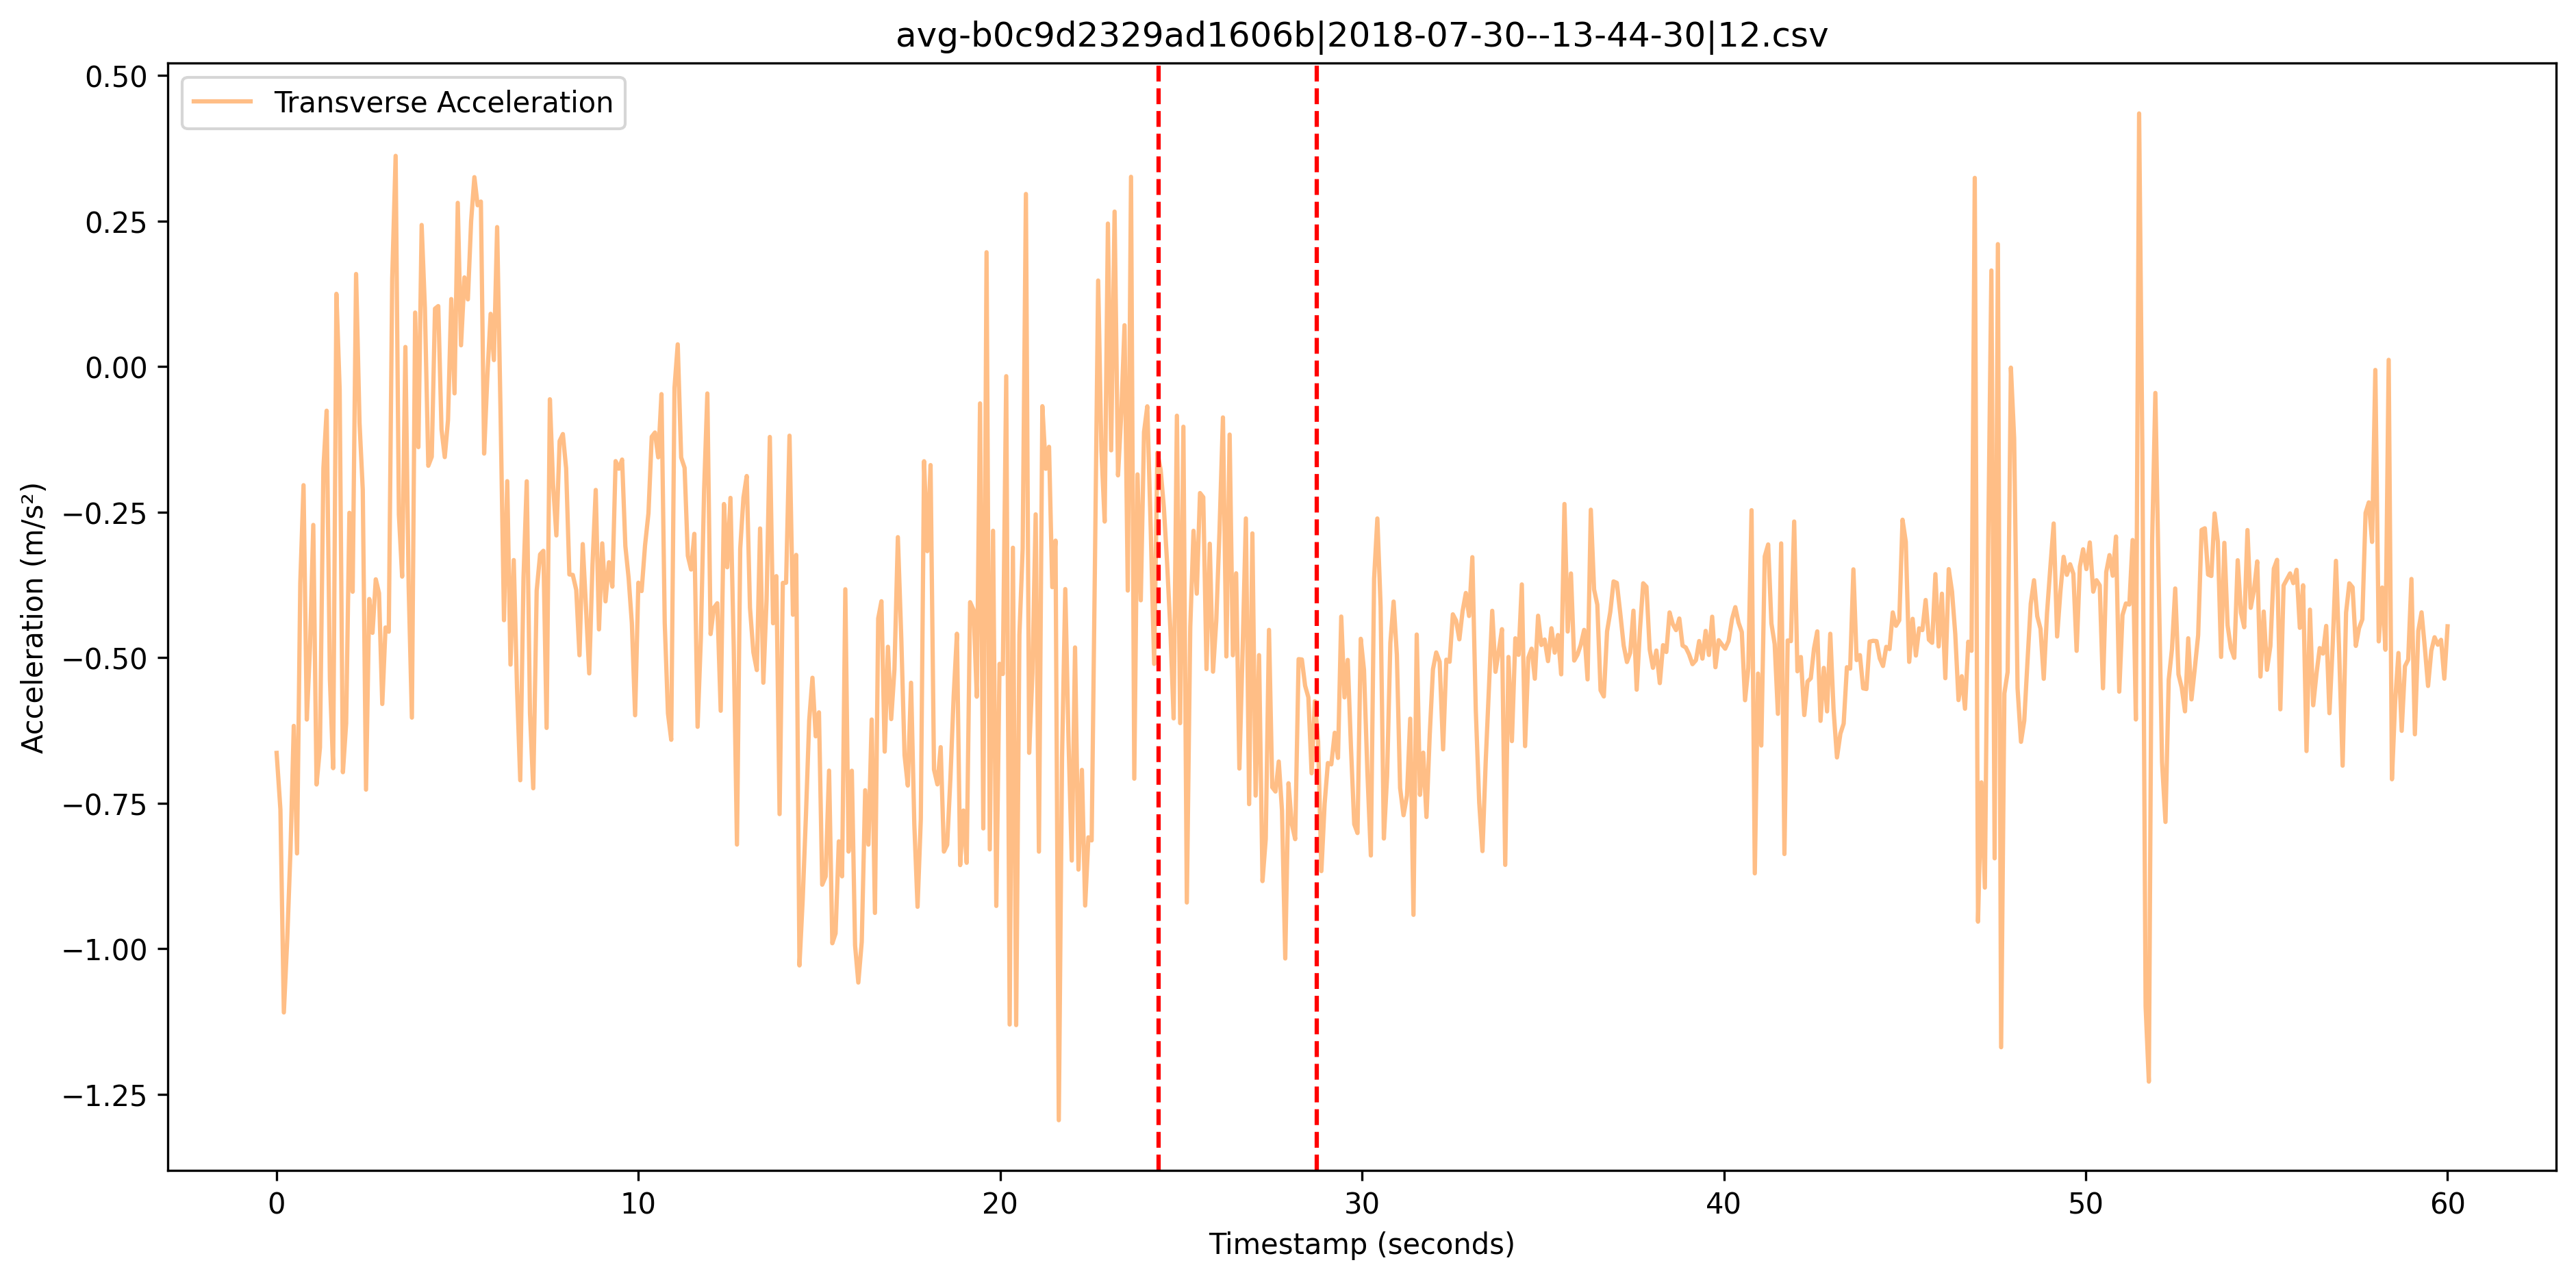 avg-b0c9d2329ad1606b|2018-07-30--13-44-30|12.csv
Transverse Acceleration
0.50
0.25
0.00
−0.25
−0.50
−0.75
−1.00
−1.25
Acceleration (m/s²)
0 10 20 30 40 50 60
Timestamp (seconds)